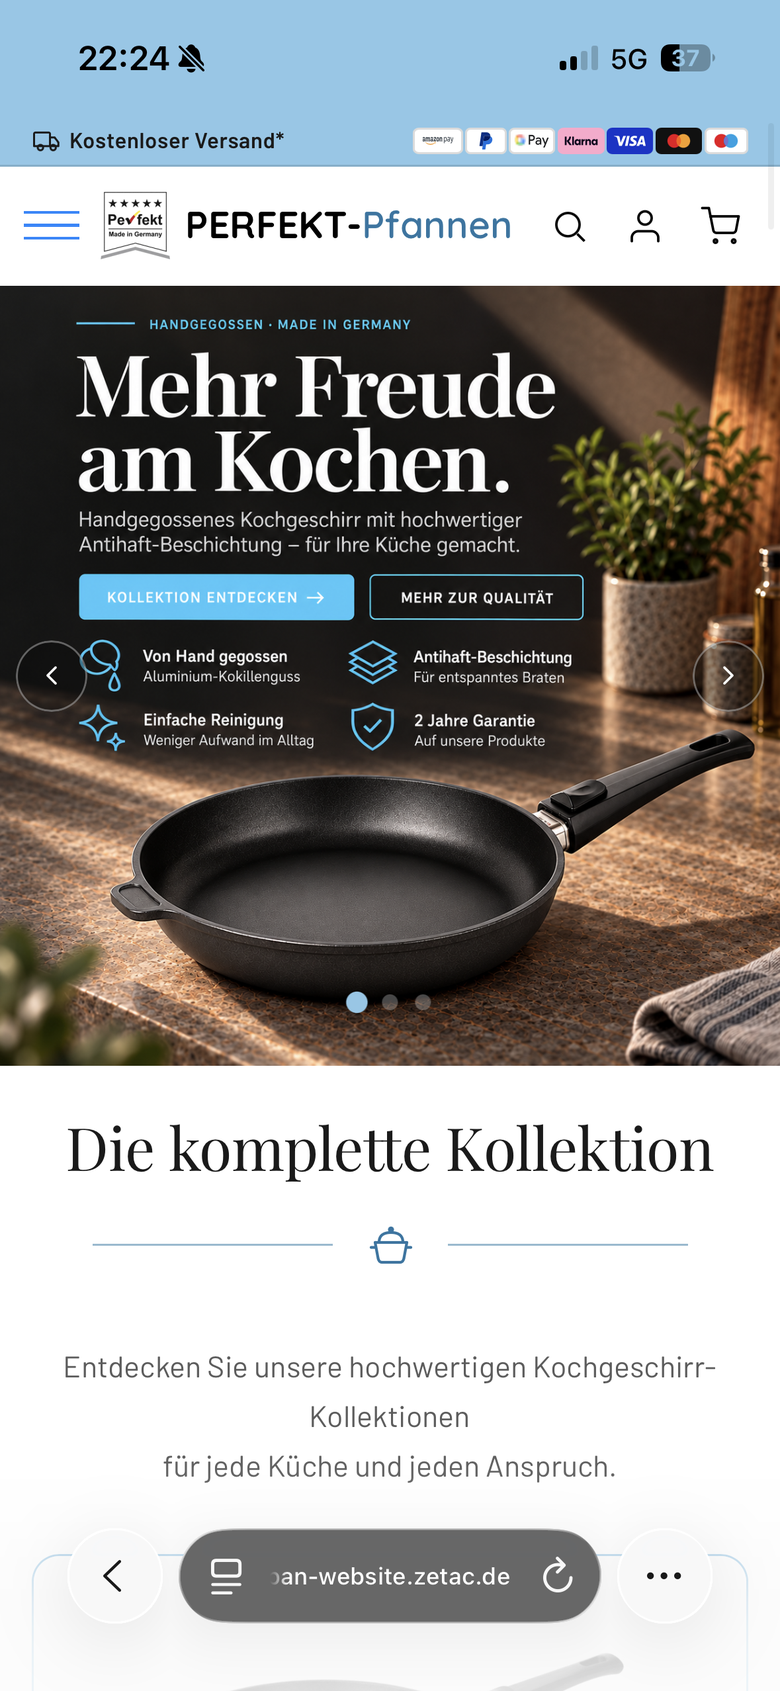 22:24
5G
37
Kostenloser Versand*
amazon pay
G Pay
Klarna
VISA
Perfekt
Made in Germany
PERFEKT-Pfannen
HANDGEGOSSEN · MADE IN GERMANY
Mehr Freude
am Kochen.
Handgegossenes Kochgeschirr mit hochwertiger
Antihaft-Beschichtung – für Ihre Küche gemacht.
KOLLEKTION ENTDECKEN →
MEHR ZUR QUALITÄT
Von Hand gegossen
Aluminium-Kokillenguss
Antihaft-Beschichtung
Für entspanntes Braten
Einfache Reinigung
Weniger Aufwand im Alltag
2 Jahre Garantie
Auf unsere Produkte
Die komplette Kollektion
Entdecken Sie unsere hochwertigen Kochgeschirr-
Kollektionen
für jede Küche und jeden Anspruch.
an-website.zetac.de